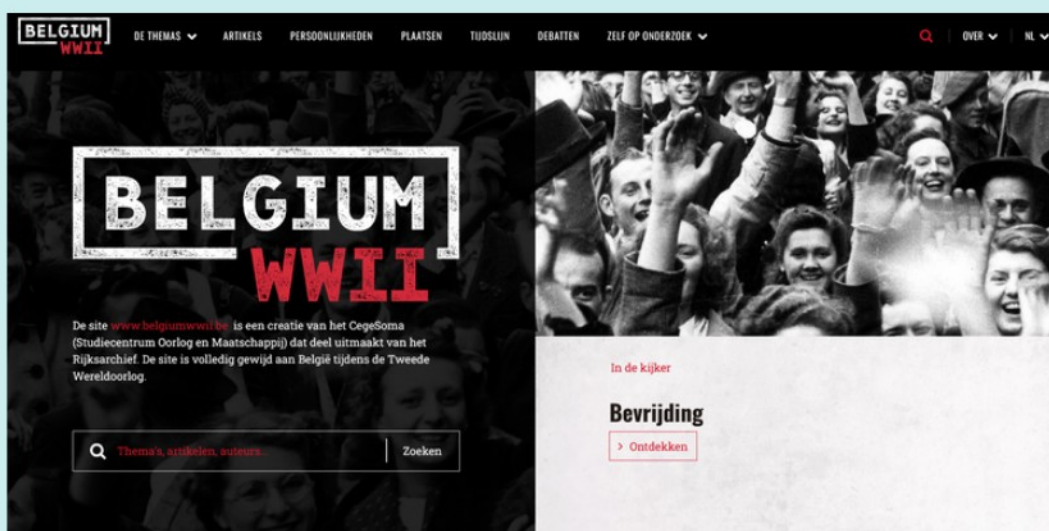 BELGIUM
WWII
DE THEMAS
ARTIKELS
PERSOONLIJKHEDEN
PLAATSEN
TIJDSLIJN
DEBATTEN
ZELF OP ONDERZOEK
OVER
NL
BELGIUM
WWII
De site www.belgiumwwii.be is een creatie van het CegeSoma
(Studiecentrum Oorlog en Maatschappij) dat deel uitmaakt van het
Rijksarchief. De site is volledig gewijd aan België tijdens de Tweede
Wereldoorlog.
Thema's, artikelen, auteurs...
Zoeken
In de kijker
Bevrijding
> Ontdekken